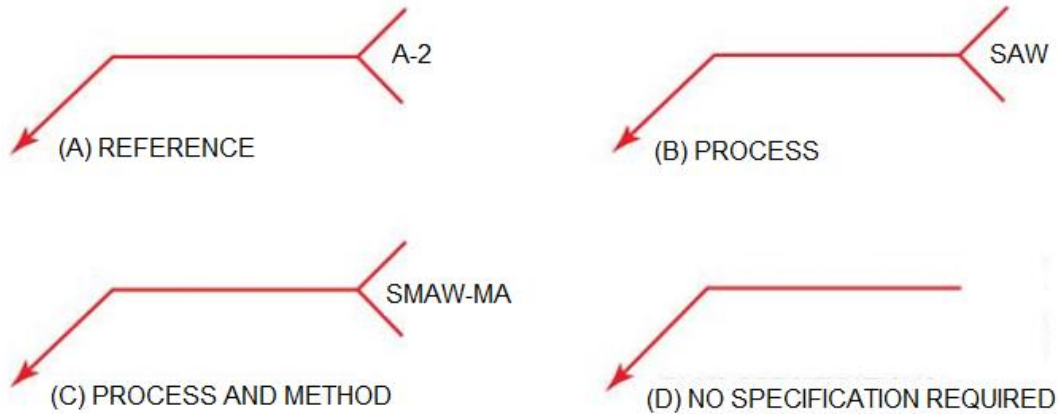 A-2
(A) REFERENCE
SAW
(B) PROCESS
SMAW-MA
(C) PROCESS AND METHOD
(D) NO SPECIFICATION REQUIRED